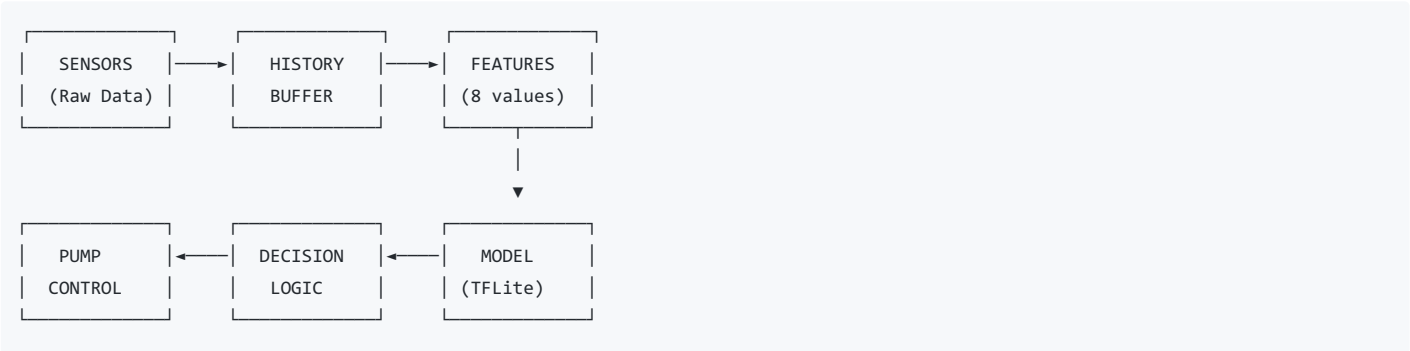 SENSORS HISTORY FEATURES
(Raw Data) BUFFER (8 values)
PUMP DECISION MODEL
CONTROL LOGIC (TFLite)